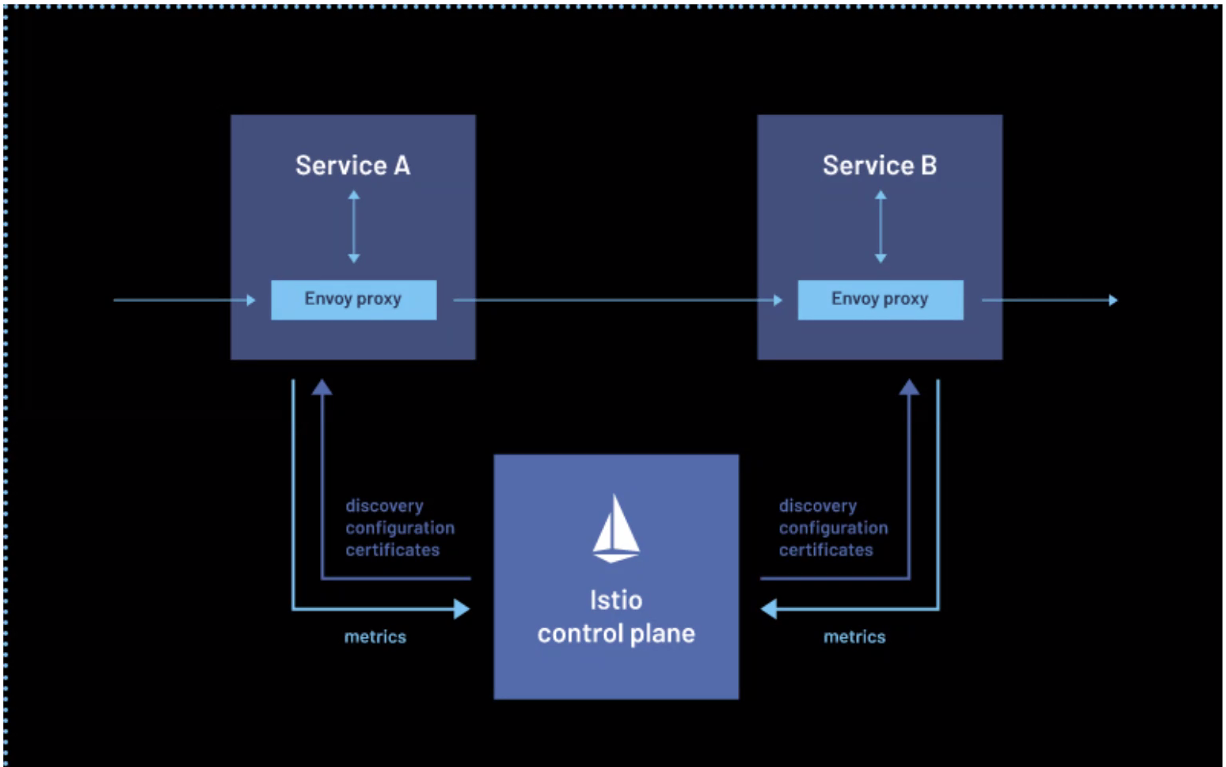 Service A
Envoy proxy
Service B
Envoy proxy
discovery
configuration
certificates
metrics
Istio
control plane
discovery
configuration
certificates
metrics